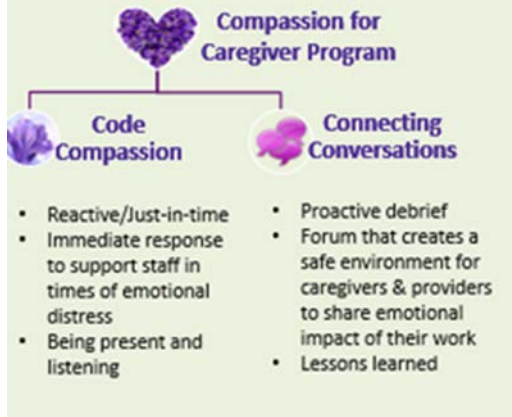 Compassion for
Caregiver Program
Code
Compassion
• Reactive/Just-in-time
• Immediate response
to support staff in
times of emotional
distress
• Being present and
listening
Connecting
Conversations
• Proactive debrief
• Forum that creates a
safe environment for
caregivers & providers
to share emotional
impact of their work
• Lessons learned